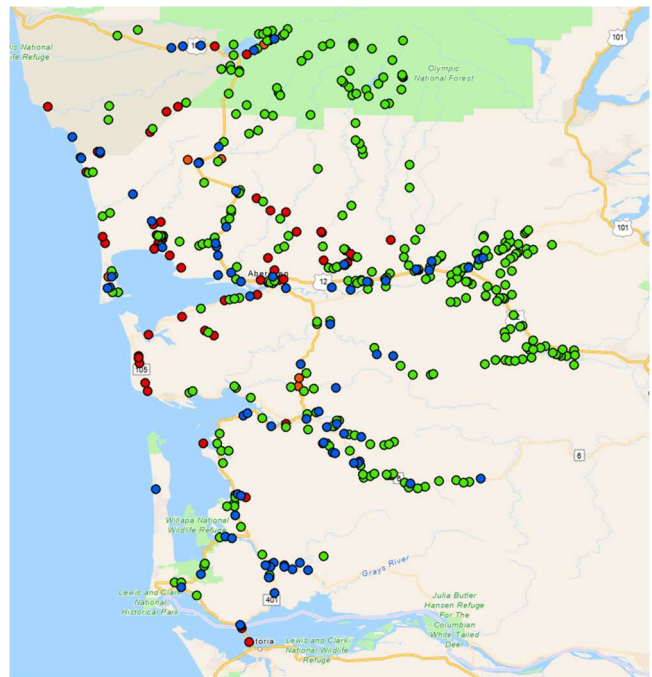 101
is National
ife Refuge
Olympic
National Forest
101
12
105
6
Willapa National
Wildlife Refuge
Grays River
Lewis and Clark
National
Historical Park
401
Julia Butler
Hansen Refuge
For The
Columbian
White-Tailed
Deer
toria
Lewis and Clark
National Wildlife
Refuge